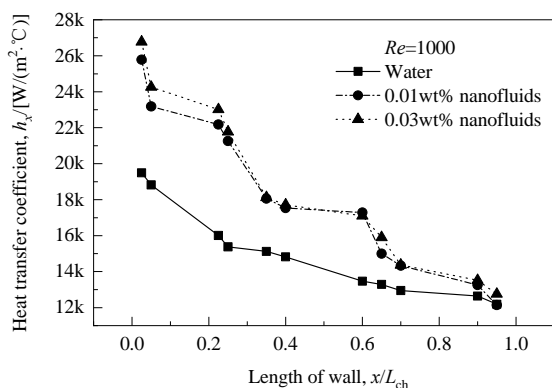 Heat transfer coefficient, hₓ/[W/(m²·℃)]
28k
26k
24k
22k
20k
18k
16k
14k
12k
Re=1000
Water
0.01wt% nanofluids
0.03wt% nanofluids
0.0 0.2 0.4 0.6 0.8 1.0
Length of wall, x/L_ch